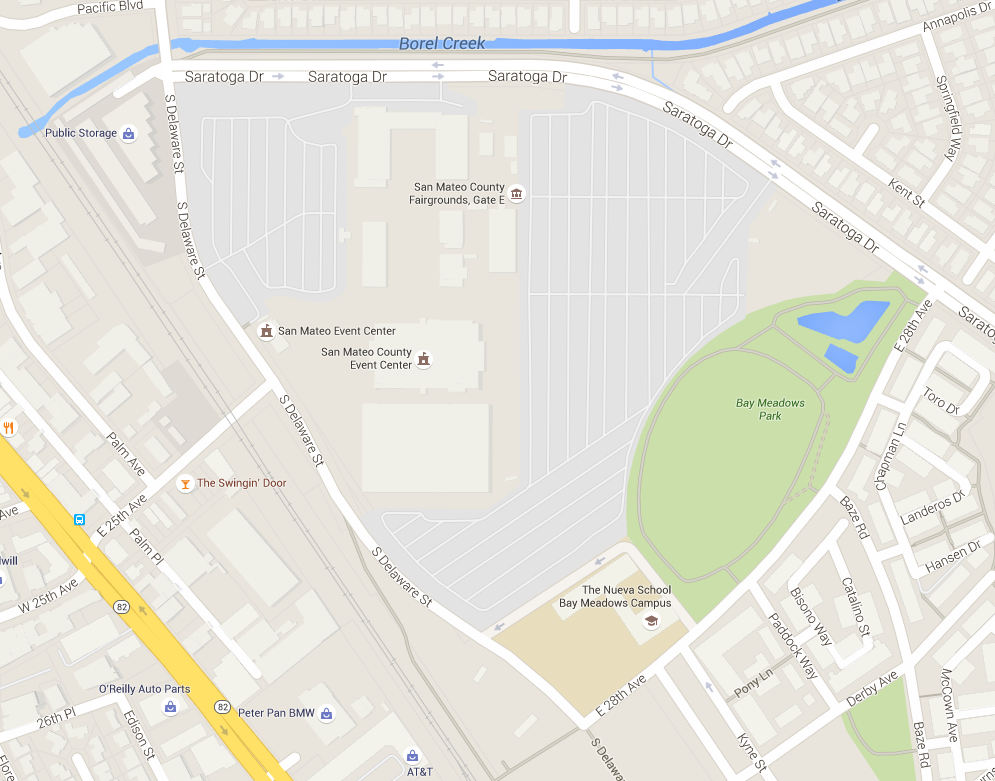 Pacific Blvd
Annapolis Dr
Borel Creek
Saratoga Dr
Saratoga Dr
Saratoga Dr
Saratoga Dr
Springfield Way
S Delaware St
Public Storage
San Mateo County
Fairgrounds, Gate E
Kent St
S Delaware St
Saratoga Dr
E 28th Ave
San Mateo Event Center
San Mateo County
Event Center
Toro Dr
Bay Meadows
Park
S Delaware St
Palm Ave
Chapman Ln
The Swingin' Door
E 25th Ave
Landeros Dr
Baze Rd
Palm Pl
Hansen Dr
S Delaware St
W 25th Ave
The Nueva School
Bay Meadows Campus
Catalino St
Bisono Way
82
Paddock Way
Pony Ln
Derby Ave
E 28th Ave
McCown Ave
O'Reilly Auto Parts
82
Peter Pan BMW
26th Pl
Edison St
Kyne St
Baze Rd
AT&T